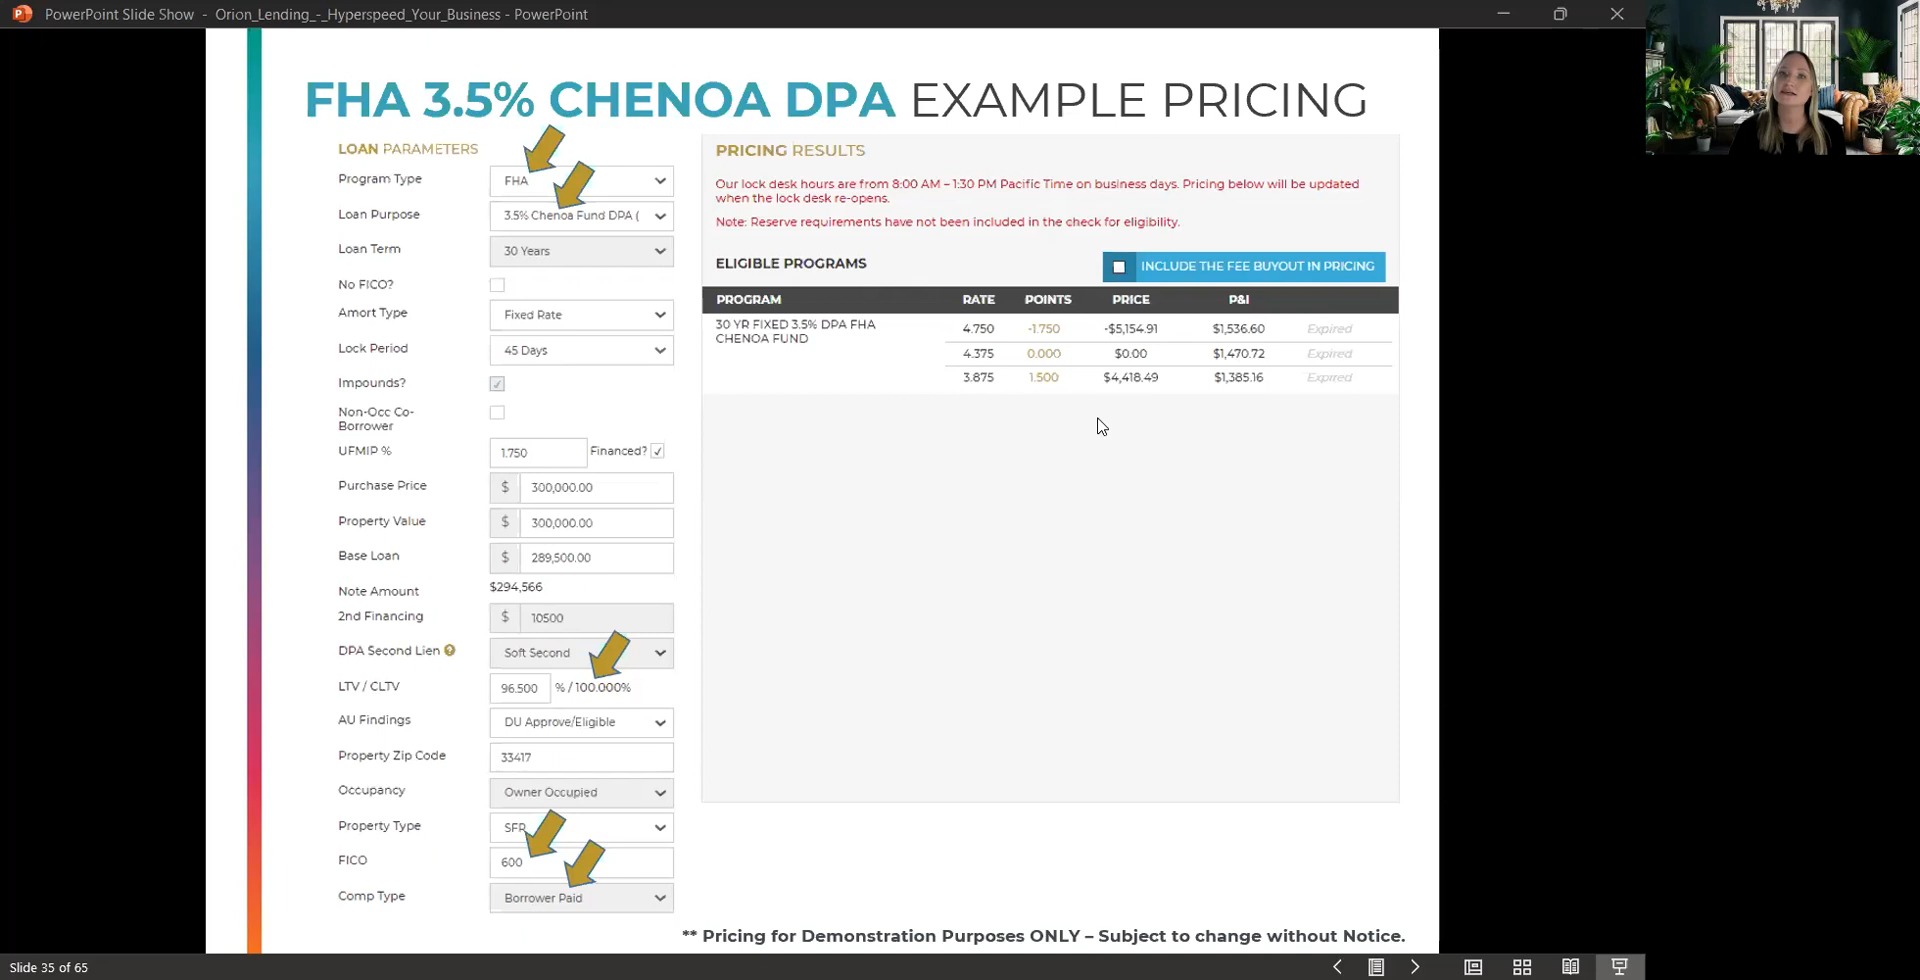 PowerPoint Slide Show - Orion_Lending_-_Hyperspeed_Your_Business - PowerPoint
FHA 3.5% CHENOA DPA EXAMPLE PRICING
LOAN PARAMETERS
Program Type FHA
Loan Purpose 3.5% Chenoa Fund DPA (
Loan Term 30 Years
No FICO?
Amort Type Fixed Rate
Lock Period 45 Days
Impounds?
Non-Occ Co-
Borrower
UFMIP % 1.750 Financed?
Purchase Price $ 300,000.00
Property Value $ 300,000.00
Base Loan $ 289,500.00
Note Amount $294,566
2nd Financing $ 10500
DPA Second Lien ? Soft Second
LTV / CLTV 96.500 % / 100.000%
AU Findings DU Approve/Eligible
Property Zip Code 33417
Occupancy Owner Occupied
Property Type SFR
FICO 600
Comp Type Borrower Paid
PRICING RESULTS
Our lock desk hours are from 8:00 AM – 1:30 PM Pacific Time on business days. Pricing below will be updated
when the lock desk re-opens.
Note: Reserve requirements have not been included in the check for eligibility.
ELIGIBLE PROGRAMS INCLUDE THE FEE BUYOUT IN PRICING
PROGRAM RATE POINTS PRICE P&I
30 YR FIXED 3.5% DPA FHA 4.750 -1.750 -$5,154.91 $1,536.60 Expired
CHENOA FUND 4.375 0.000 $0.00 $1,470.72 Expired
3.875 1.500 $4,418.49 $1,385.16 Expired
** Pricing for Demonstration Purposes ONLY – Subject to change without Notice.
Slide 35 of 65